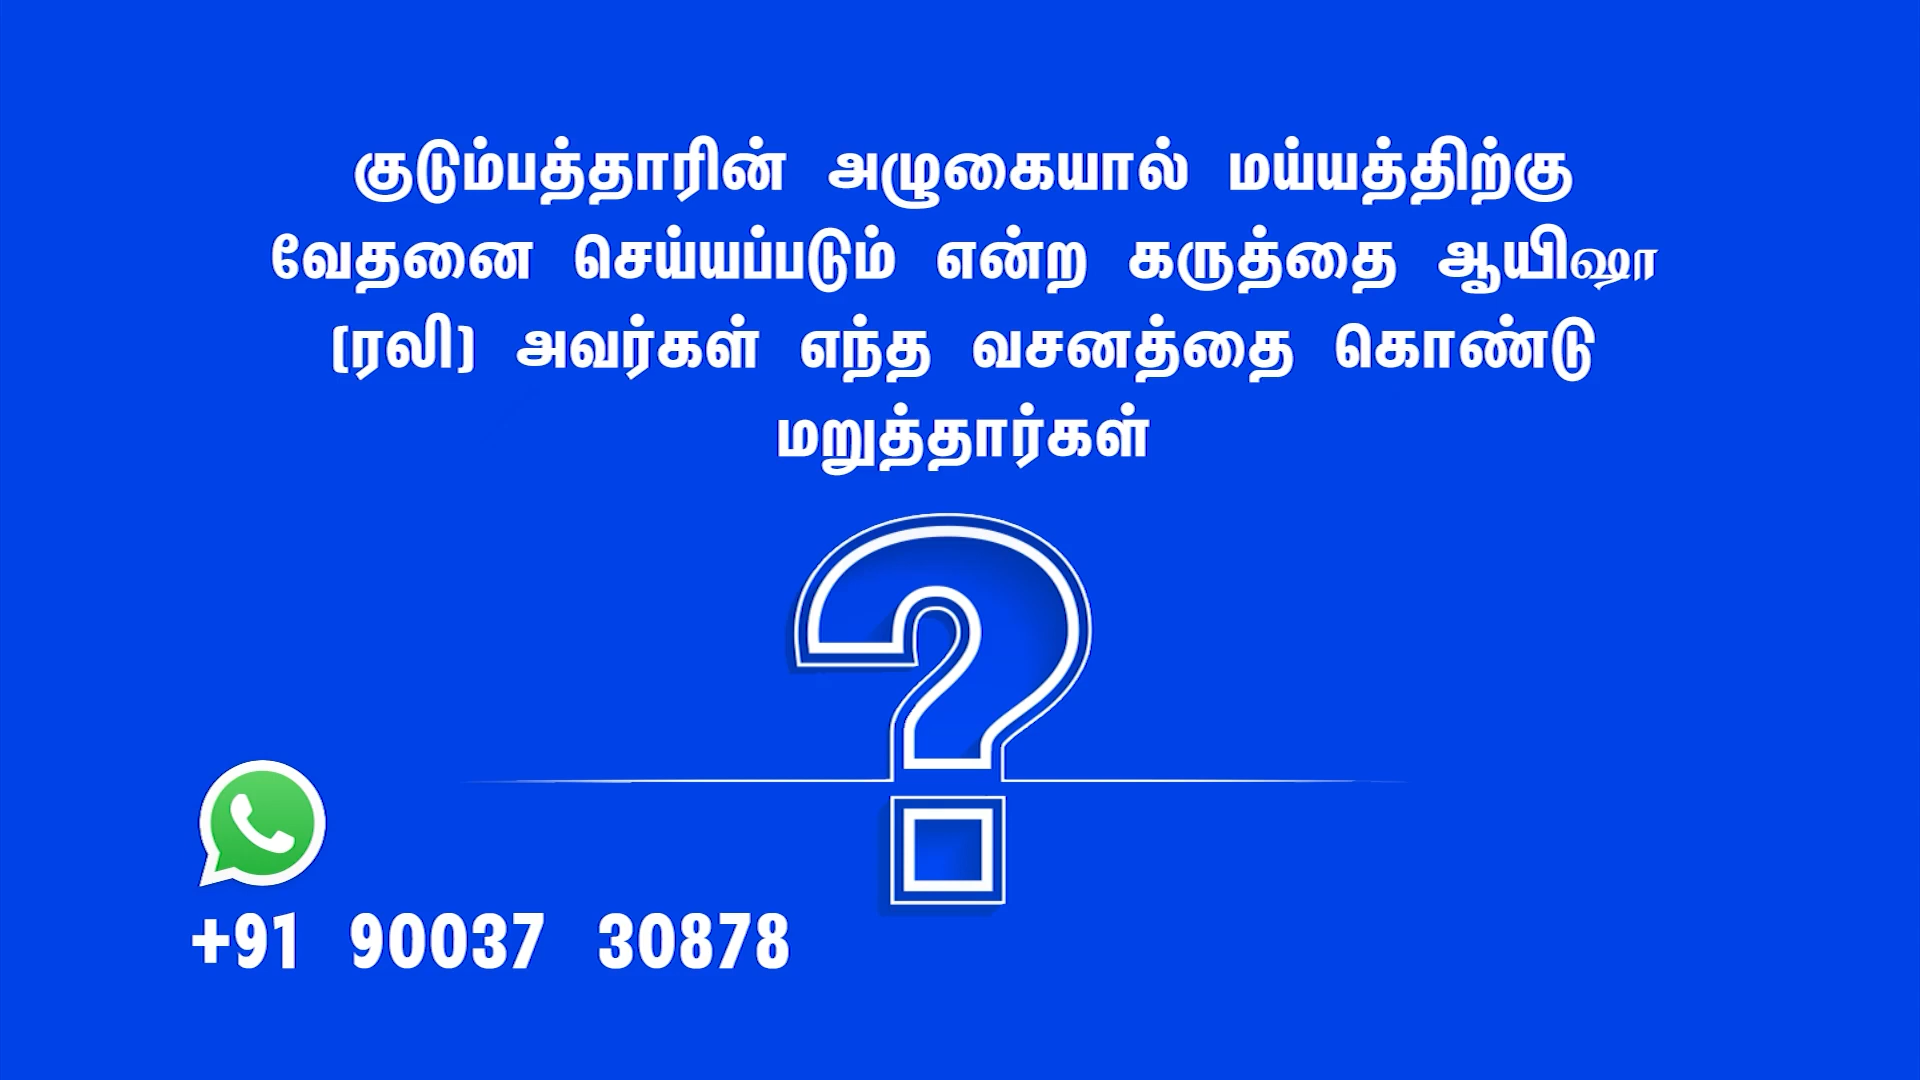 குடும்பத்தாரின் அழுகையால் மய்யத்திற்கு
வேதனை செய்யப்படும் என்ற கருத்தை ஆயிஷா
(ரலி) அவர்கள் எந்த வசனத்தை கொண்டு
மறுத்தார்கள்
?
+91 90037 30878